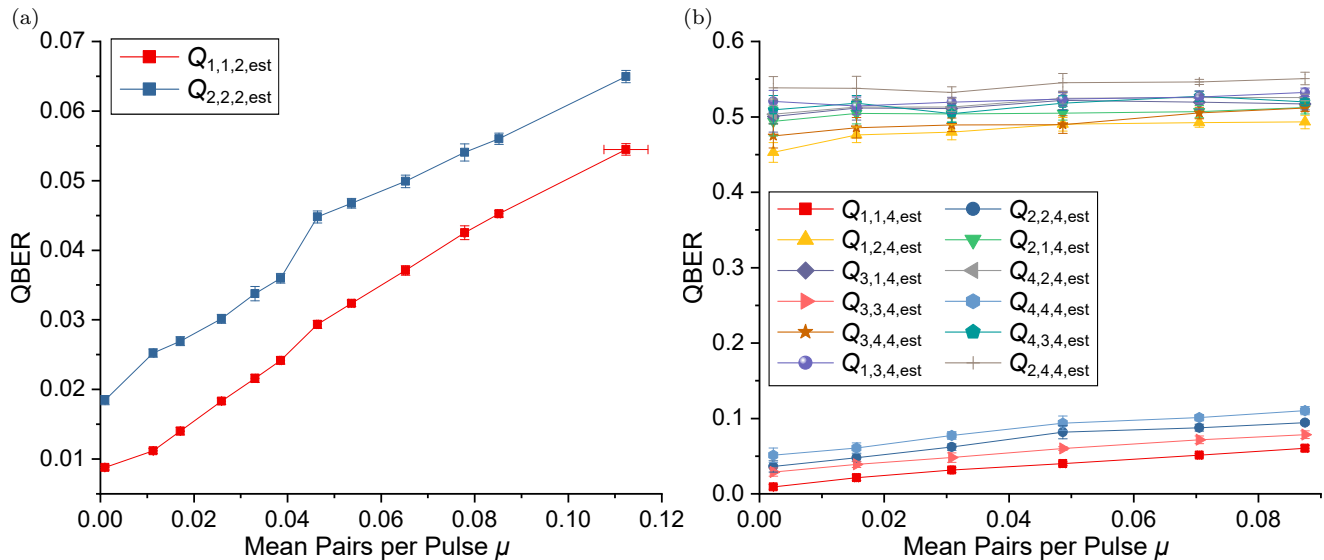 (a)
0.07
0.06
0.05
0.04
0.03
0.02
0.01
QBER
Q1,1,2,est
Q2,2,2,est
0.00 0.02 0.04 0.06 0.08 0.10 0.12
Mean Pairs per Pulse μ
(b)
0.6
0.5
0.4
0.3
0.2
0.1
0.0
QBER
Q1,1,4,est Q2,2,4,est
Q1,2,4,est Q2,1,4,est
Q3,1,4,est Q4,2,4,est
Q3,3,4,est Q4,4,4,est
Q3,4,4,est Q4,3,4,est
Q1,3,4,est Q2,4,4,est
0.00 0.02 0.04 0.06 0.08
Mean Pairs per Pulse μ